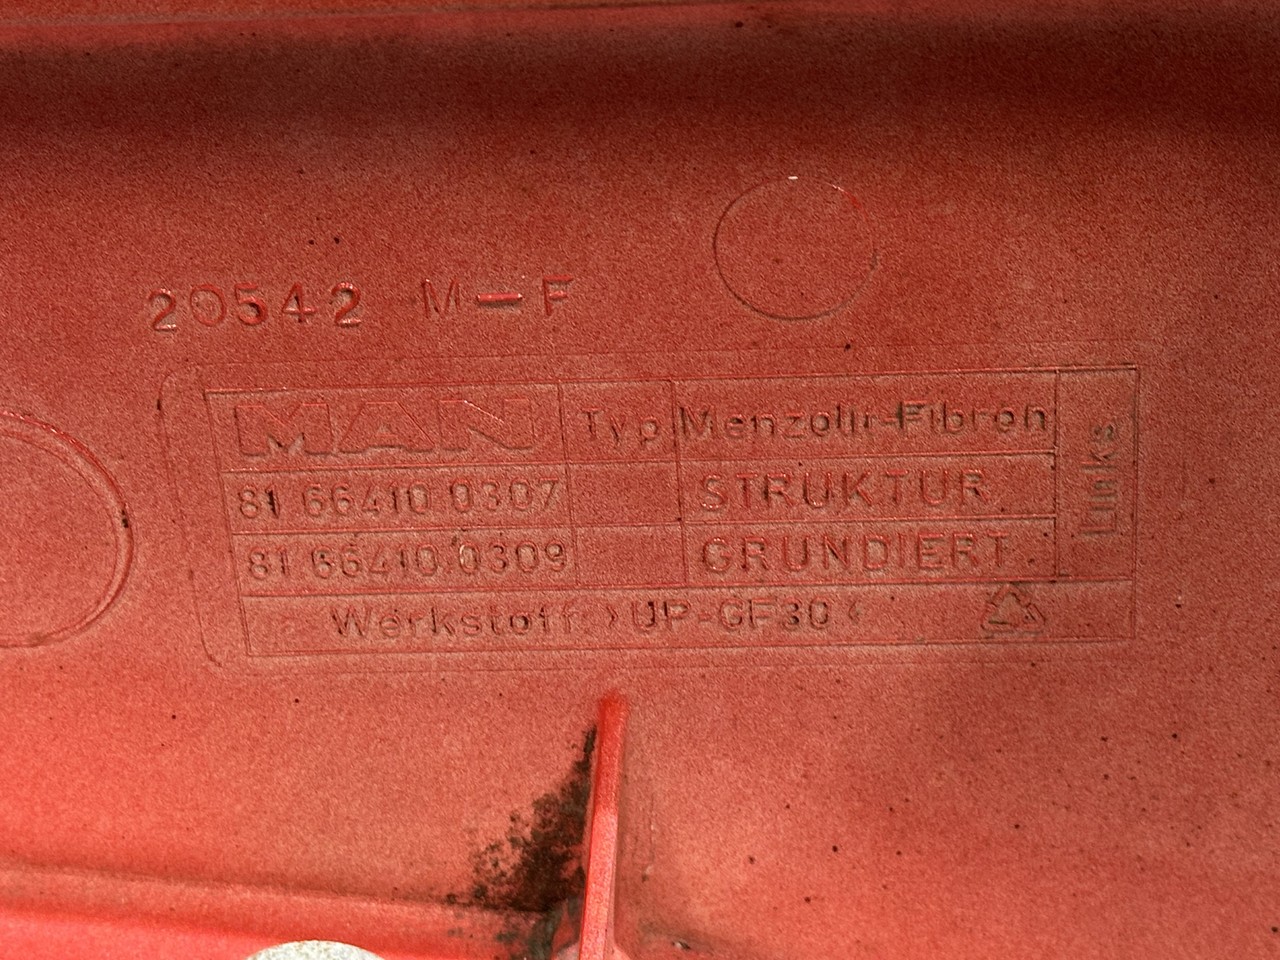 20542 M-F
MAN Typ Menzolit-Fibron
81 66410 0307 STRUKTUR
81 66410.0309 GRUNDIERT
Werkstoff: >UP-GF30<
Links